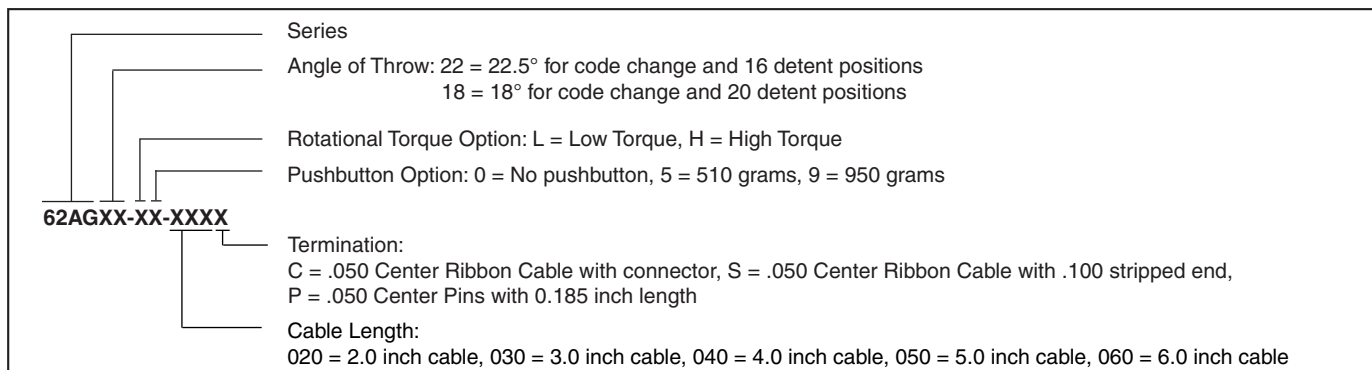 Series
Angle of Throw: 22 = 22.5° for code change and 16 detent positions
18 = 18° for code change and 20 detent positions
Rotational Torque Option: L = Low Torque, H = High Torque
Pushbutton Option: 0 = No pushbutton, 5 = 510 grams, 9 = 950 grams
62AGXX-XX-XXXX
Termination:
C = .050 Center Ribbon Cable with connector, S = .050 Center Ribbon Cable with .100 stripped end,
P = .050 Center Pins with 0.185 inch length
Cable Length:
020 = 2.0 inch cable, 030 = 3.0 inch cable, 040 = 4.0 inch cable, 050 = 5.0 inch cable, 060 = 6.0 inch cable